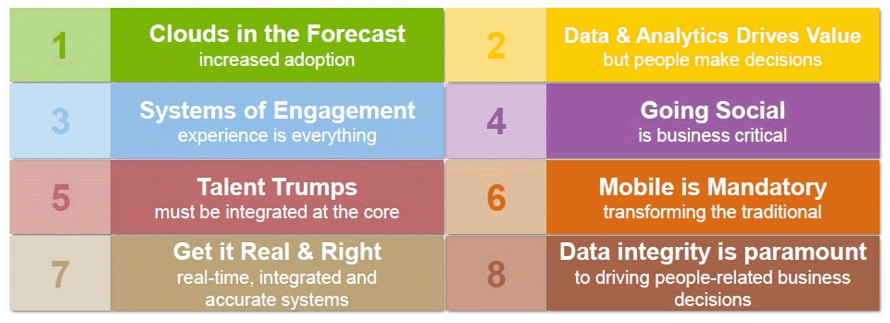 1
Clouds in the Forecast
increased adoption
2
Data & Analytics Drives Value
but people make decisions
3
Systems of Engagement
experience is everything
4
Going Social
is business critical
5
Talent Trumps
must be integrated at the core
6
Mobile is Mandatory
transforming the traditional
7
Get it Real & Right
real-time, integrated and
accurate systems
8
Data integrity is paramount
to driving people-related business
decisions